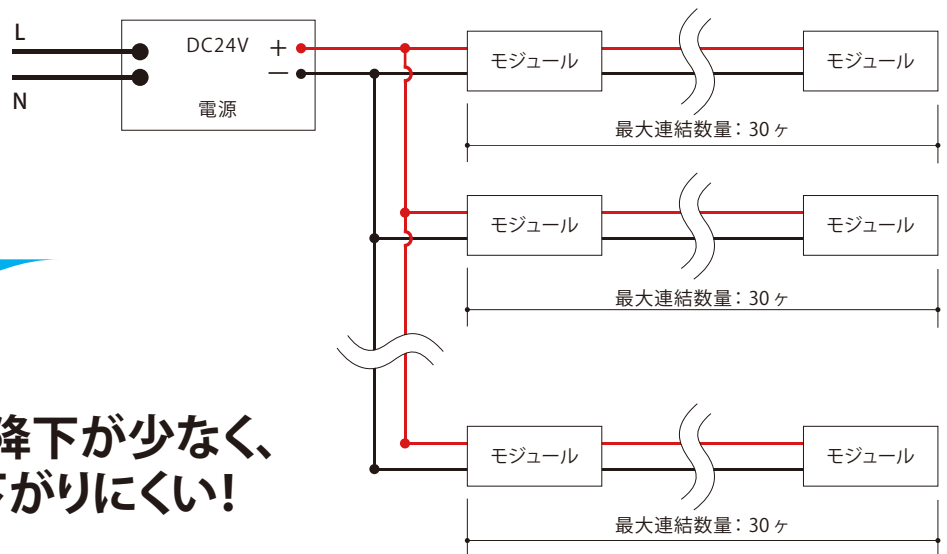 L
N
DC24V
+
−
電源
モジュール
モジュール
最大連結数量：30ヶ
モジュール
モジュール
最大連結数量：30ヶ
モジュール
モジュール
最大連結数量：30ヶ
降下が少なく、
がりにくい！